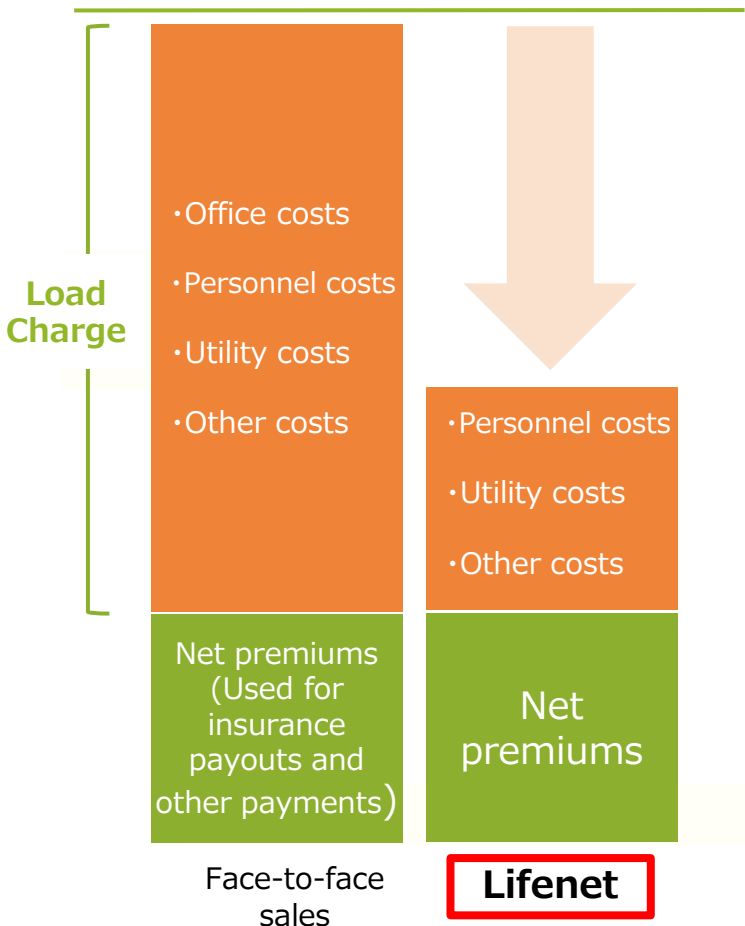 Load
Charge
・Office costs
・Personnel costs
・Utility costs
・Other costs
Net premiums
(Used for
insurance
payouts and
other payments)
Face-to-face
sales
・Personnel costs
・Utility costs
・Other costs
Net
premiums
Lifenet